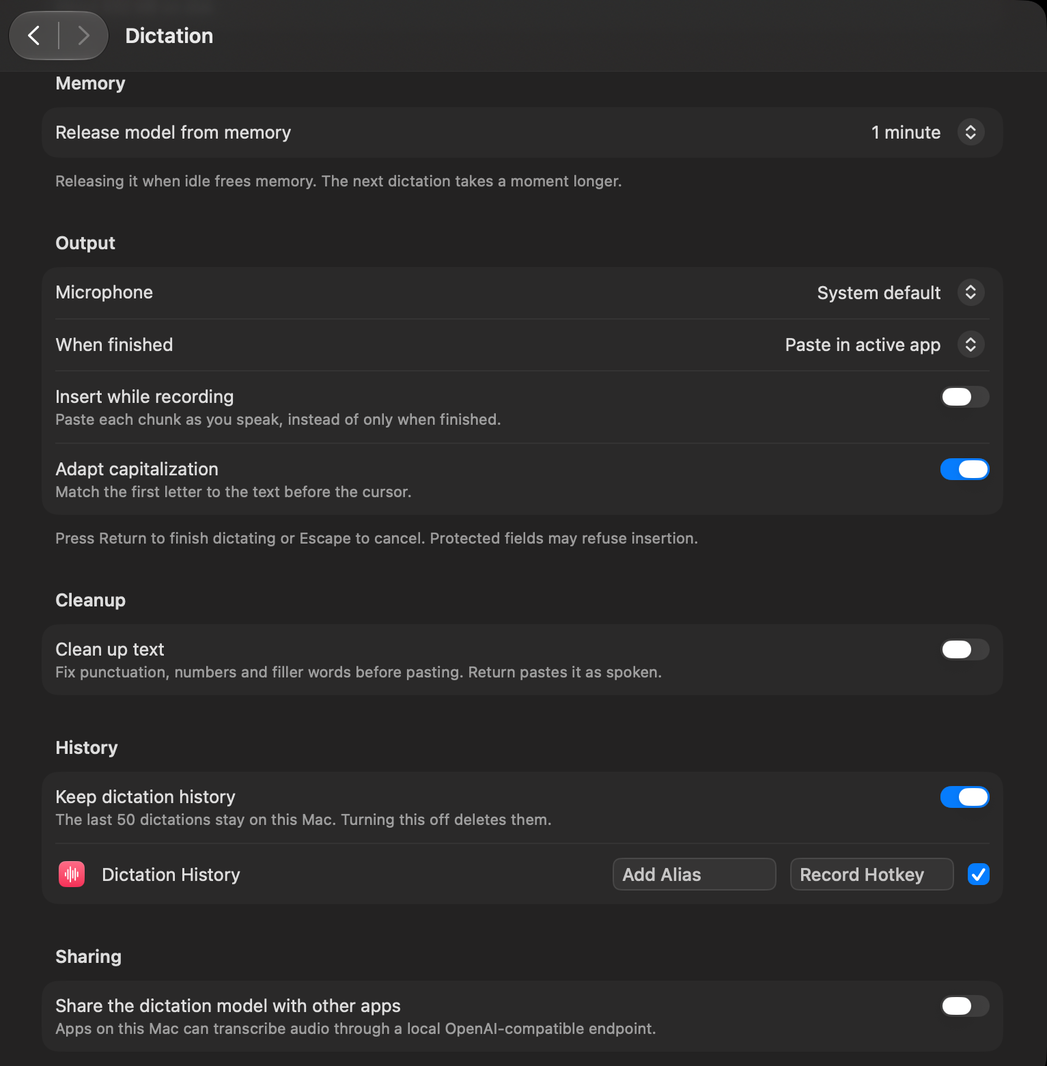 Dictation
Memory
Release model from memory
1 minute
Releasing it when idle frees memory. The next dictation takes a moment longer.
Output
Microphone
System default
When finished
Paste in active app
Insert while recording
Paste each chunk as you speak, instead of only when finished.
Adapt capitalization
Match the first letter to the text before the cursor.
Press Return to finish dictating or Escape to cancel. Protected fields may refuse insertion.
Cleanup
Clean up text
Fix punctuation, numbers and filler words before pasting. Return pastes it as spoken.
History
Keep dictation history
The last 50 dictations stay on this Mac. Turning this off deletes them.
Dictation History
Add Alias
Record Hotkey
Sharing
Share the dictation model with other apps
Apps on this Mac can transcribe audio through a local OpenAI-compatible endpoint.